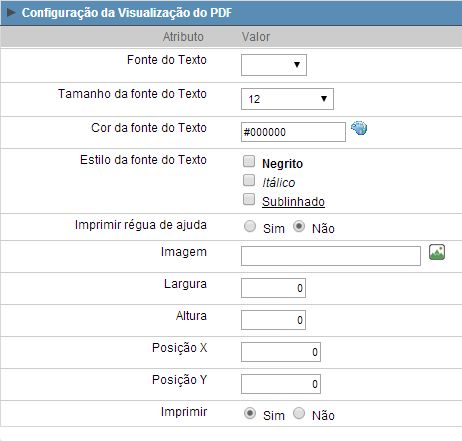 Configuração da Visualização do PDF
Atributo Valor
Fonte do Texto
Tamanho da fonte do Texto 12
Cor da fonte do Texto #000000
Estilo da fonte do Texto Negrito
Itálico
Sublinhado
Imprimir régua de ajuda Sim Não
Imagem
Largura 0
Altura 0
Posição X 0
Posição Y 0
Imprimir Sim Não